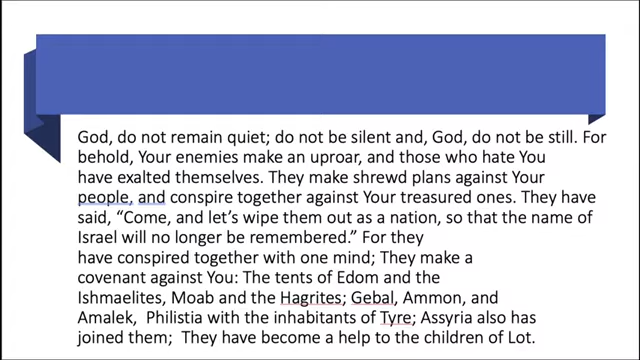 God, do not remain quiet; do not be silent and, God, do not be still. For
behold, Your enemies make an uproar, and those who hate You
have exalted themselves. They make shrewd plans against Your
people, and conspire together against Your treasured ones. They have
said, “Come, and let’s wipe them out as a nation, so that the name of
Israel will no longer be remembered.” For they
have conspired together with one mind; They make a
covenant against You: The tents of Edom and the
Ishmaelites, Moab and the Hagrites; Gebal, Ammon, and
Amalek,  Philistia with the inhabitants of Tyre; Assyria also has
joined them;  They have become a help to the children of Lot.